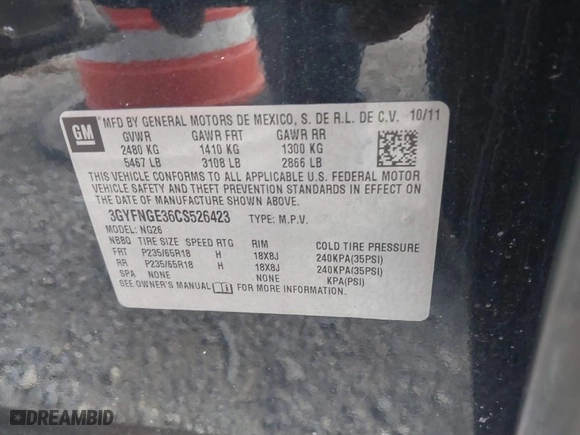 GM
MFD BY GENERAL MOTORS DE MEXICO, S. DE R.L. DE C.V. 10/11
GVWR GAWR FRT GAWR RR
2480 KG 1410 KG 1300 KG
5467 LB 3108 LB 2866 LB
THIS VEHICLE CONFORMS TO ALL APPLICABLE U.S. FEDERAL MOTOR
VEHICLE SAFETY AND THEFT PREVENTION STANDARDS IN EFFECT ON
THE DATE OF MANUFACTURE SHOWN ABOVE.
3GYFNGE36CS526423 TYPE: M.P.V.
MODEL: NG26
NBBQ TIRE SIZE SPEED RTG RIM COLD TIRE PRESSURE
FRT P235/65R18 H 18X8J 240KPA(35PSI)
RR P235/65R18 H 18X8J 240KPA(35PSI)
SPA NONE NONE KPA(PSI)
SEE OWNER'S MANUAL FOR MORE INFORMATION.
DREAMBID